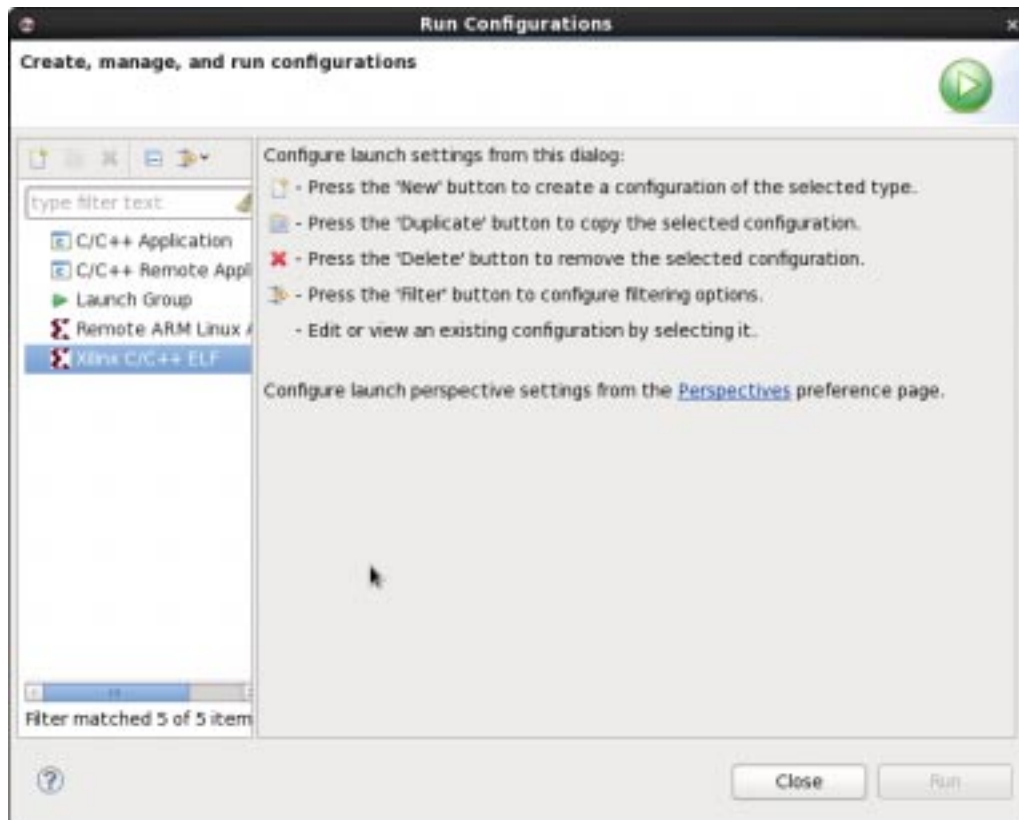 Run Configurations
Create, manage, and run configurations
type filter text
C/C++ Application
C/C++ Remote Appl
Launch Group
Remote ARM Linux A
Xilinx C/C++ ELF
Filter matched 5 of 5 item
Configure launch settings from this dialog:
- Press the 'New' button to create a configuration of the selected type.
- Press the 'Duplicate' button to copy the selected configuration.
- Press the 'Delete' button to remove the selected configuration.
- Press the 'Filter' button to configure filtering options.
- Edit or view an existing configuration by selecting it.
Configure launch perspective settings from the Perspectives preference page.
Close
Run